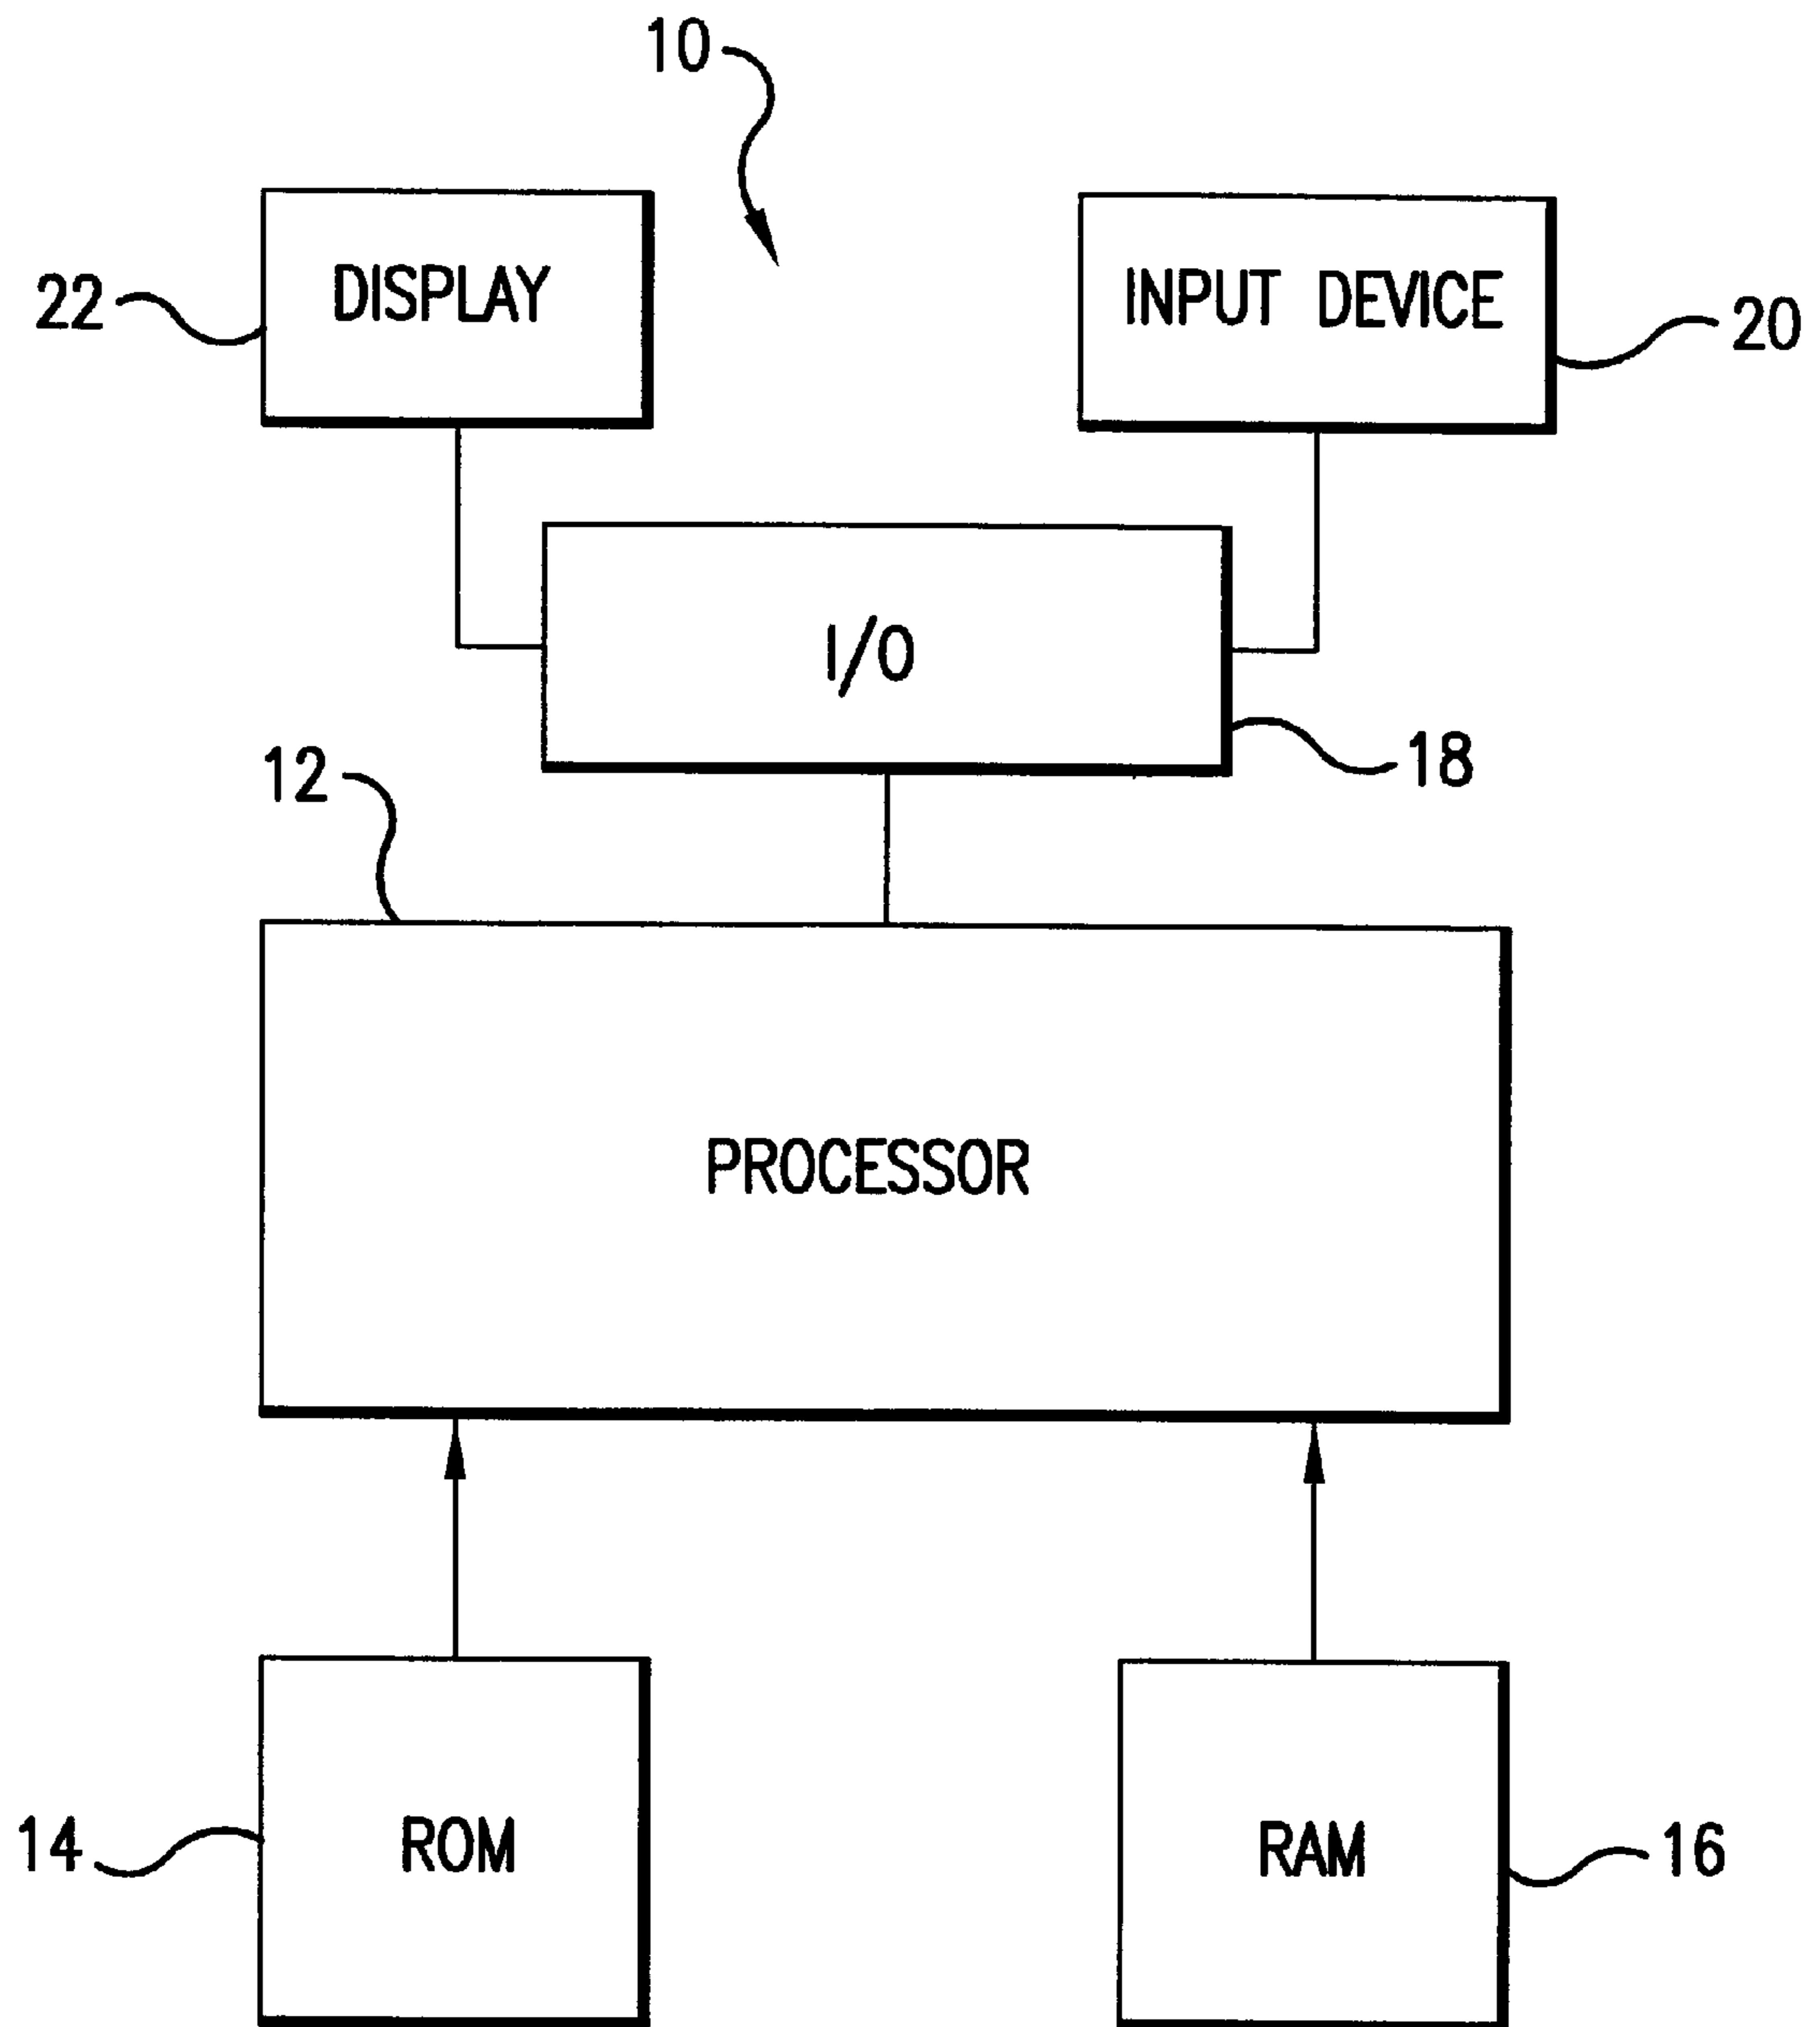 10
DISPLAY
INPUT DEVICE
22
20
I/O
12
18
PROCESSOR
ROM
RAM
14
16